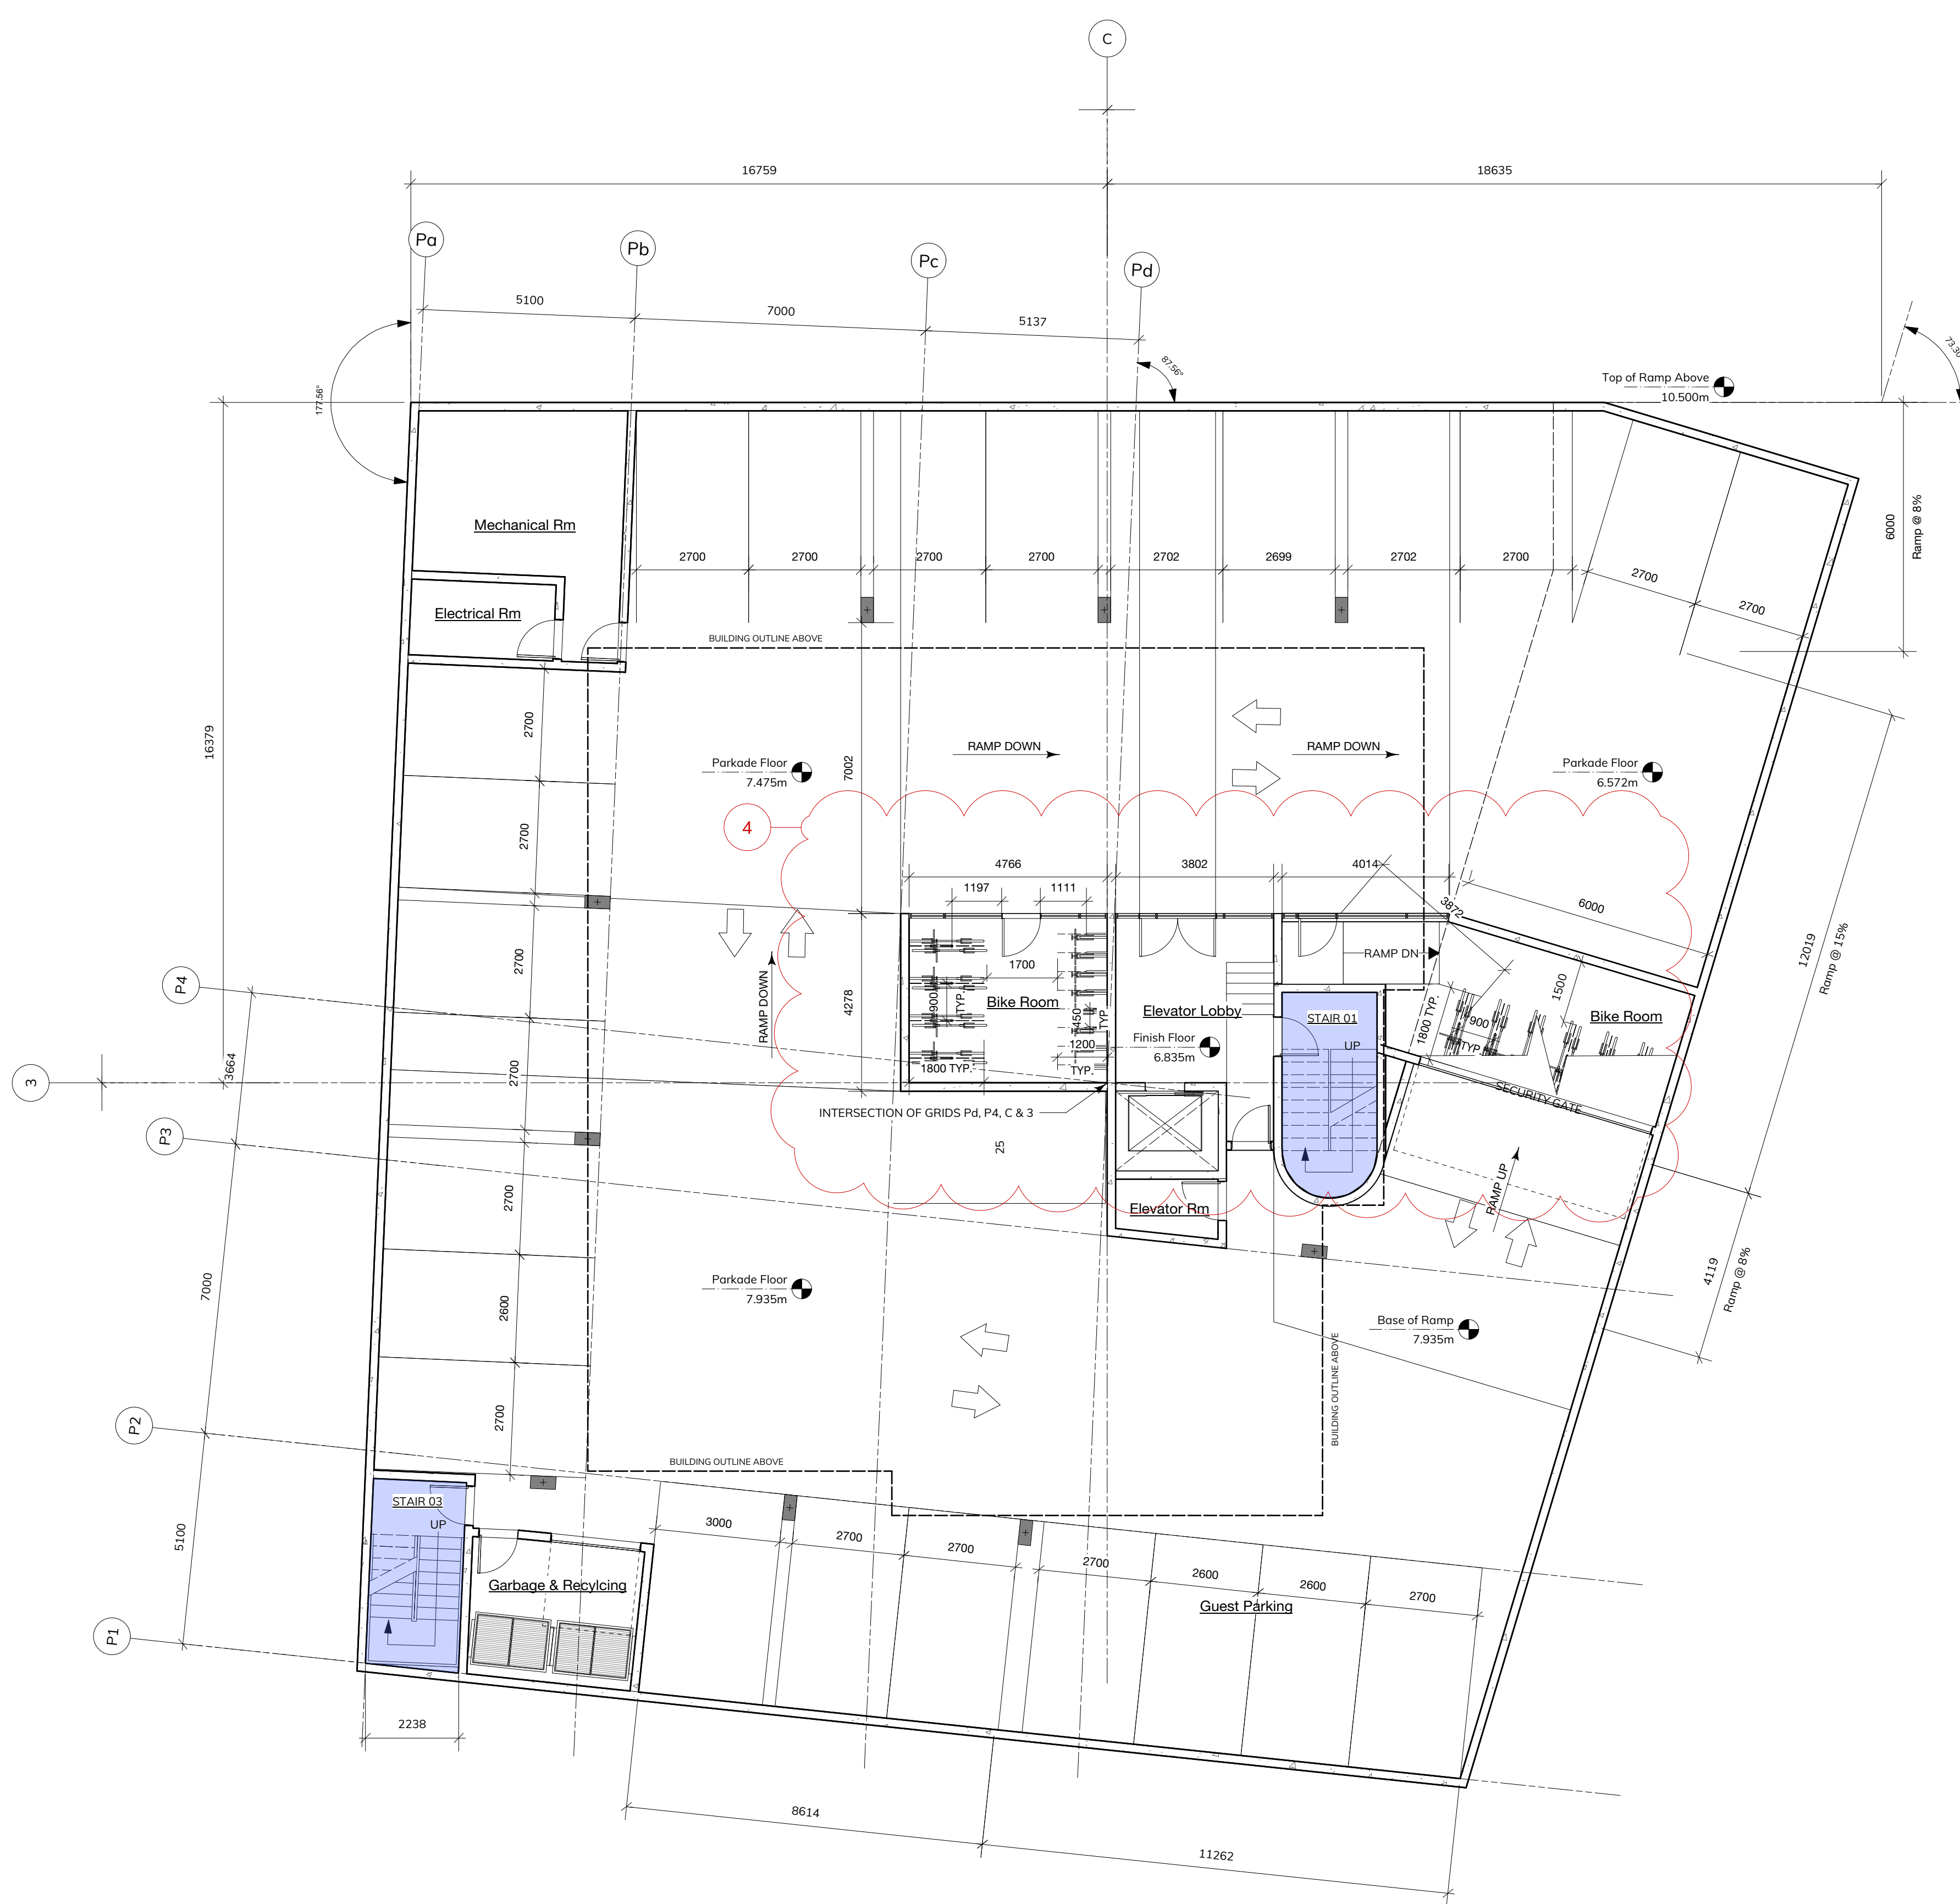 C
16759
18635
Pa
Pb
Pc
Pd
5100
7000
5137
177.56°
87.56°
73.30
Top of Ramp Above
10.500m
6000
Ramp @ 8%
Mechanical Rm
Electrical Rm
2700
2700
2700
2700
2702
2699
2702
2700
2700
2700
BUILDING OUTLINE ABOVE
16379
2700
2700
2700
2700
2700
2600
2700
Parkade Floor
7.475m
7002
RAMP DOWN
RAMP DOWN
Parkade Floor
6.572m
4
4766
3802
4014
1197
1111
3872
6000
12019
Ramp @ 15%
RAMP DOWN
4278
1700
900
TYP.
Bike Room
450
TYP.
1200
TYP.
1800 TYP.
Elevator Lobby
Finish Floor
6.835m
RAMP DN
STAIR 01
UP
1800 TYP.
900
TYP.
1500
Bike Room
SECURITY GATE
P4
3664
3
P3
INTERSECTION OF GRIDS Pd, P4, C & 3
25
Elevator Rm
RAMP UP
4119
Ramp @ 8%
7000
Parkade Floor
7.935m
Base of Ramp
7.935m
BUILDING OUTLINE ABOVE
BUILDING OUTLINE ABOVE
P2
5100
P1
STAIR 03
UP
Garbage & Recylcing
3000
2700
2700
2700
2600
2600
2700
Guest Parking
2238
8614
11262